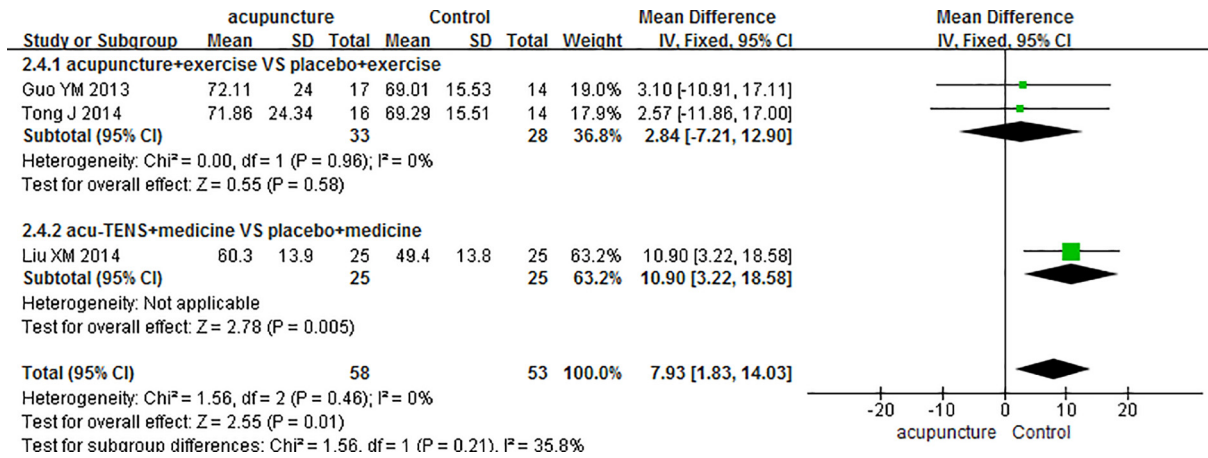 acupuncture Control Mean Difference Mean Difference
Study or Subgroup Mean SD Total Mean SD Total Weight IV, Fixed, 95% CI IV, Fixed, 95% CI
2.4.1 acupuncture+exercise VS placebo+exercise
Guo YM 2013 72.11 24 17 69.01 15.53 14 19.0% 3.10 [-10.91, 17.11]
Tong J 2014 71.86 24.34 16 69.29 15.51 14 17.9% 2.57 [-11.86, 17.00]
Subtotal (95% CI) 33 28 36.8% 2.84 [-7.21, 12.90]
Heterogeneity: Chi² = 0.00, df = 1 (P = 0.96); I² = 0%
Test for overall effect: Z = 0.55 (P = 0.58)
2.4.2 acu-TENS+medicine VS placebo+medicine
Liu XM 2014 60.3 13.9 25 49.4 13.8 25 63.2% 10.90 [3.22, 18.58]
Subtotal (95% CI) 25 25 63.2% 10.90 [3.22, 18.58]
Heterogeneity: Not applicable
Test for overall effect: Z = 2.78 (P = 0.005)
Total (95% CI) 58 53 100.0% 7.93 [1.83, 14.03]
Heterogeneity: Chi² = 1.56, df = 2 (P = 0.46); I² = 0%
Test for overall effect: Z = 2.55 (P = 0.01)
Test for subgroup differences: Chi² = 1.56, df = 1 (P = 0.21), I² = 35.8%
-20 -10 0 10 20
acupuncture Control